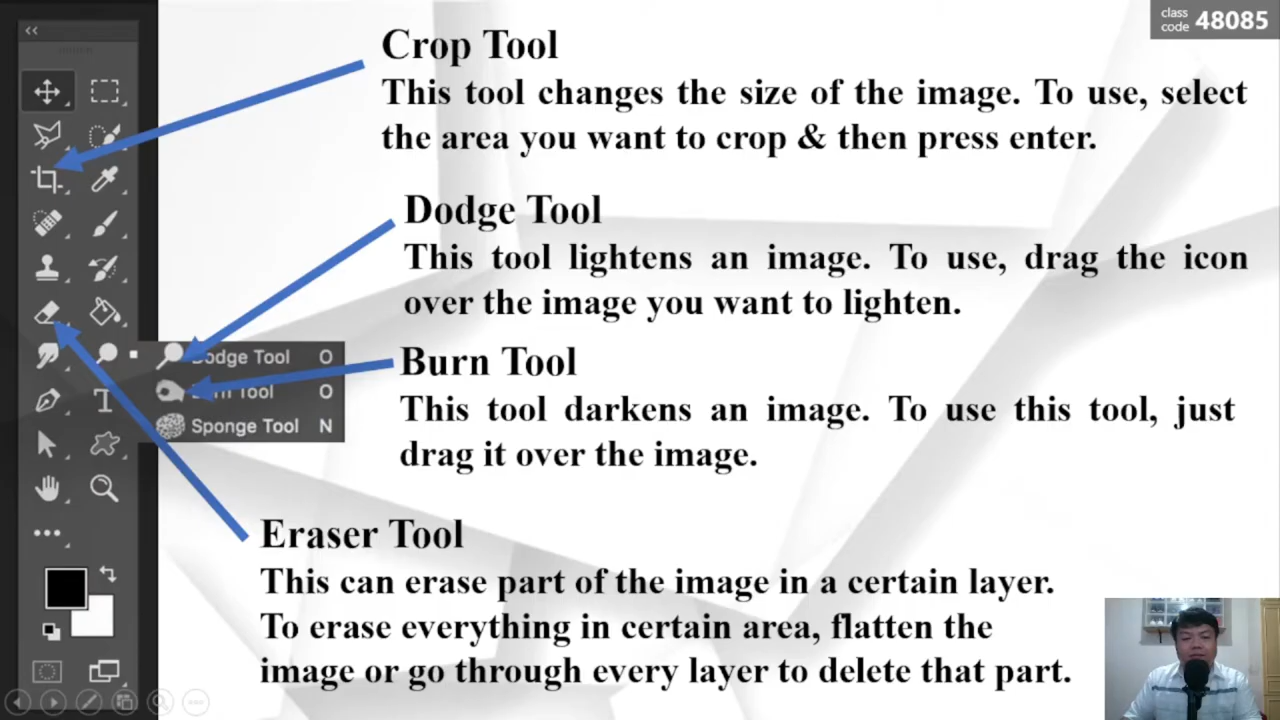 class
code 48085
Crop Tool
This tool changes the size of the image. To use, select
the area you want to crop & then press enter.
Dodge Tool
This tool lightens an image. To use, drag the icon
over the image you want to lighten.
Dodge Tool O
Tool O
Sponge Tool N
Burn Tool
This tool darkens an image. To use this tool, just
drag it over the image.
Eraser Tool
This can erase part of the image in a certain layer.
To erase everything in certain area, flatten the
image or go through every layer to delete that part.